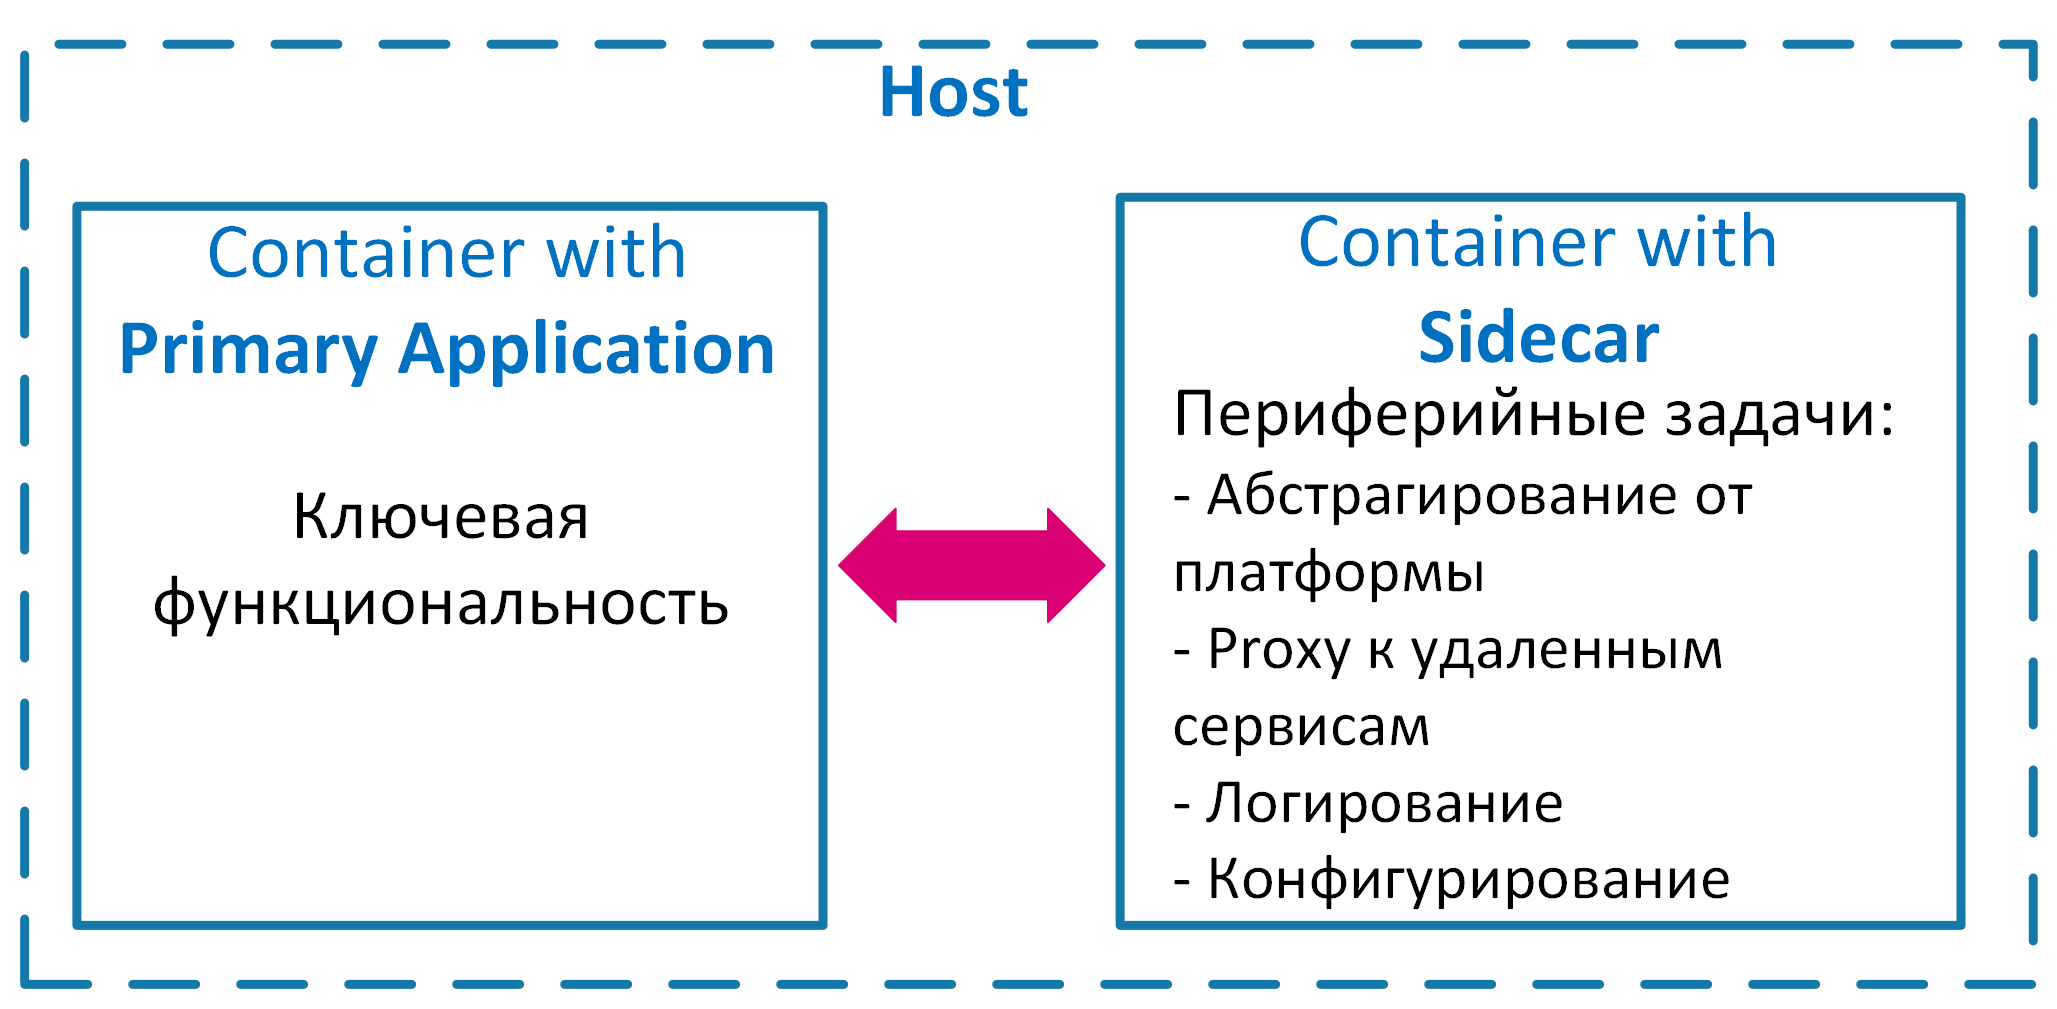 Host
Container with
Primary Application
Ключевая
функциональность
Container with
Sidecar
Периферийные задачи:
- Абстрагирование от
платформы
- Proxy к удаленным
сервисам
- Логирование
- Конфигурирование